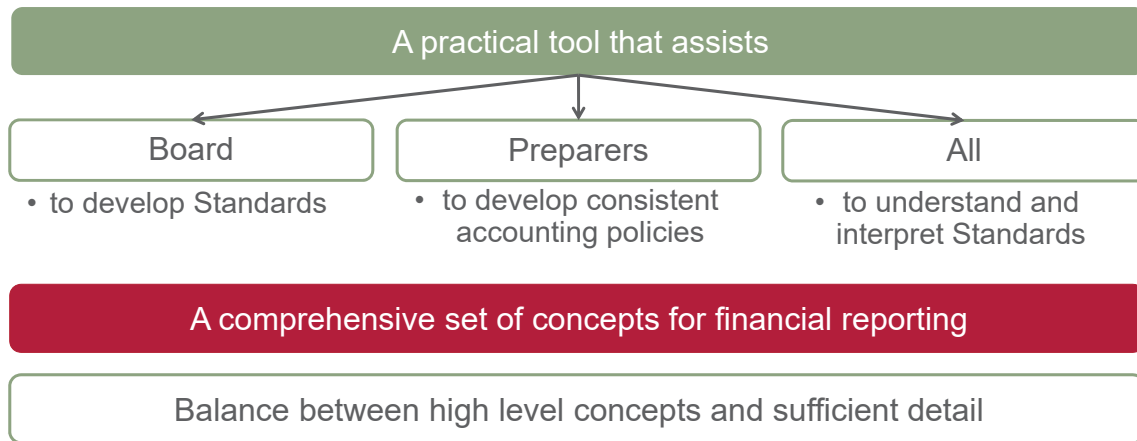 A practical tool that assists
Board
Preparers
All
• to develop Standards
• to develop consistent
accounting policies
• to understand and
interpret Standards
A comprehensive set of concepts for financial reporting
Balance between high level concepts and sufficient detail